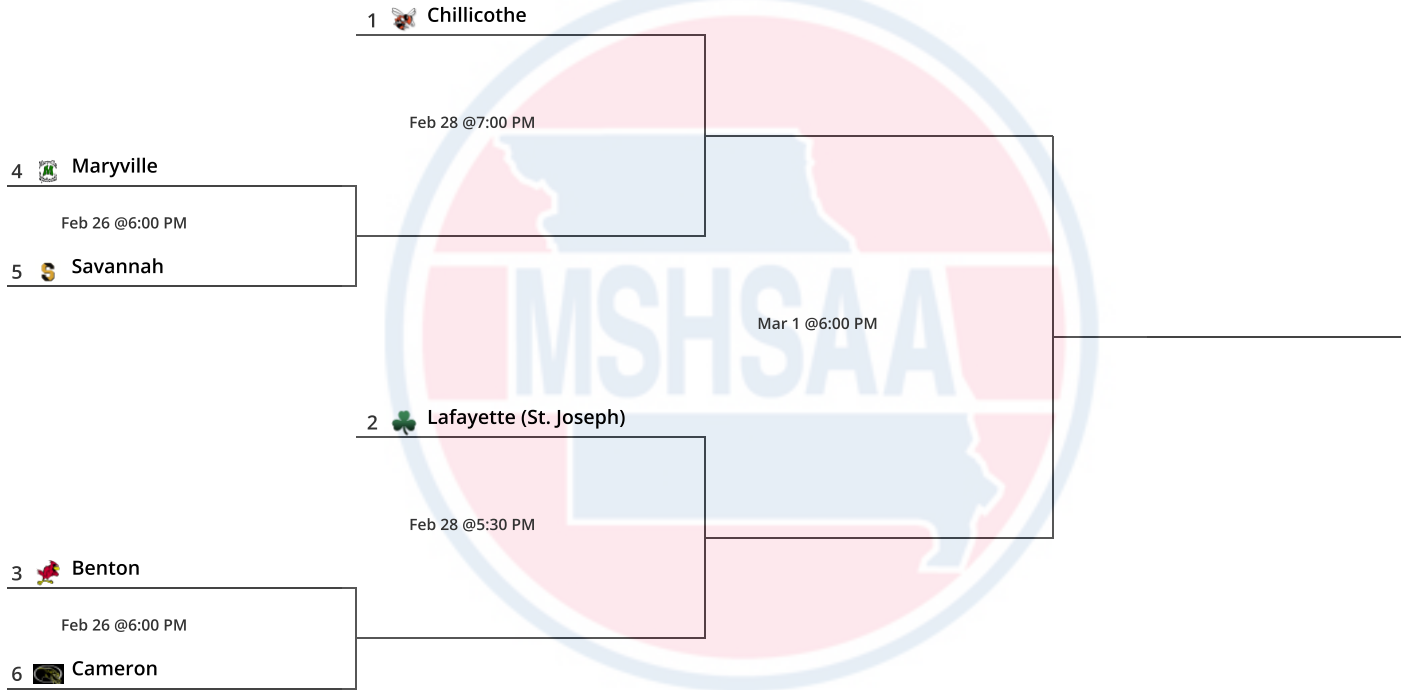 1 Chillicothe
Feb 28 @7:00 PM
4 M Maryville
Feb 26 @6:00 PM
5 S Savannah
MSHSAA
Mar 1 @6:00 PM
2 Lafayette (St. Joseph)
Feb 28 @5:30 PM
3 Benton
Feb 26 @6:00 PM
6 Cameron